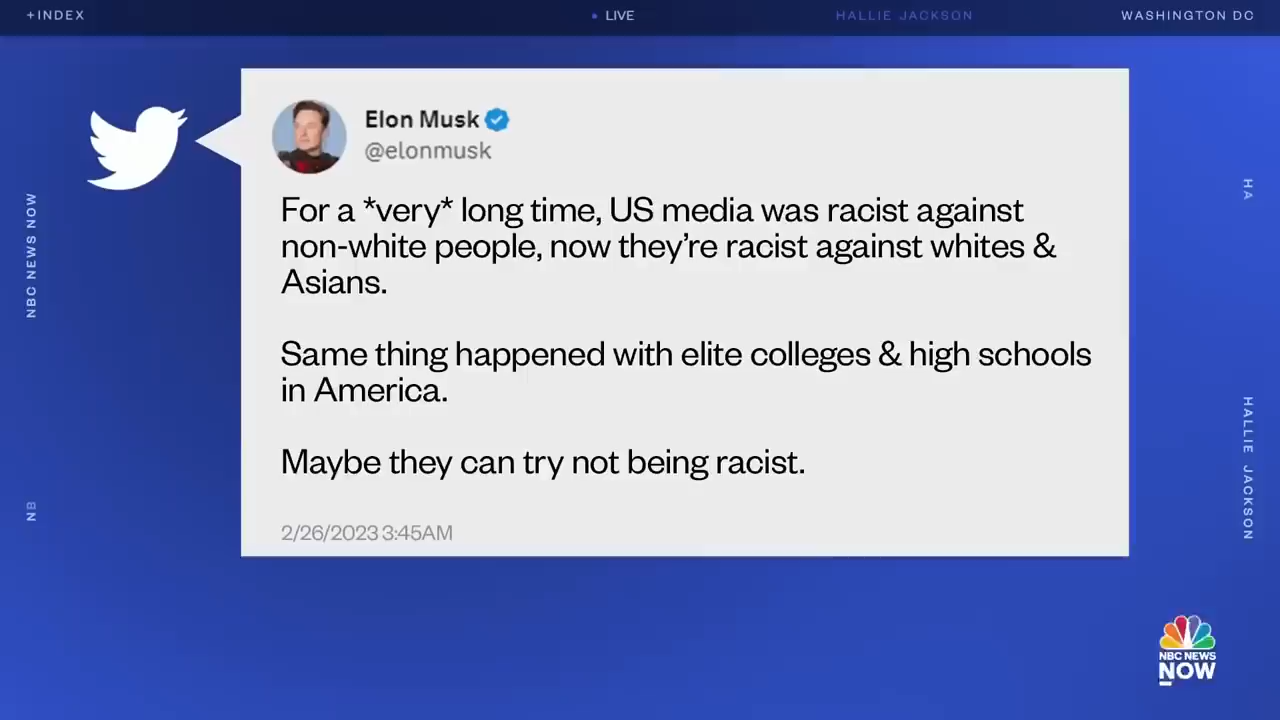 +INDEX
LIVE
HALLIE JACKSON
WASHINGTON DC
Elon Musk
@elonmusk
For a *very* long time, US media was racist against
non-white people, now they're racist against whites &
Asians.
Same thing happened with elite colleges & high schools
in America.
Maybe they can try not being racist.
2/26/2023 3:45AM
NBC NEWS NOW
NB
HA
HALLIE JACKSON
NBC NEWS
NOW